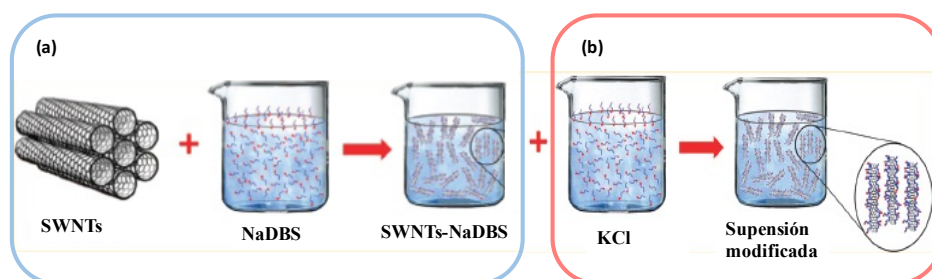 (a)
(b)
SWNTs
NaDBS
SWNTs-NaDBS
KCl
Supensión
modificada